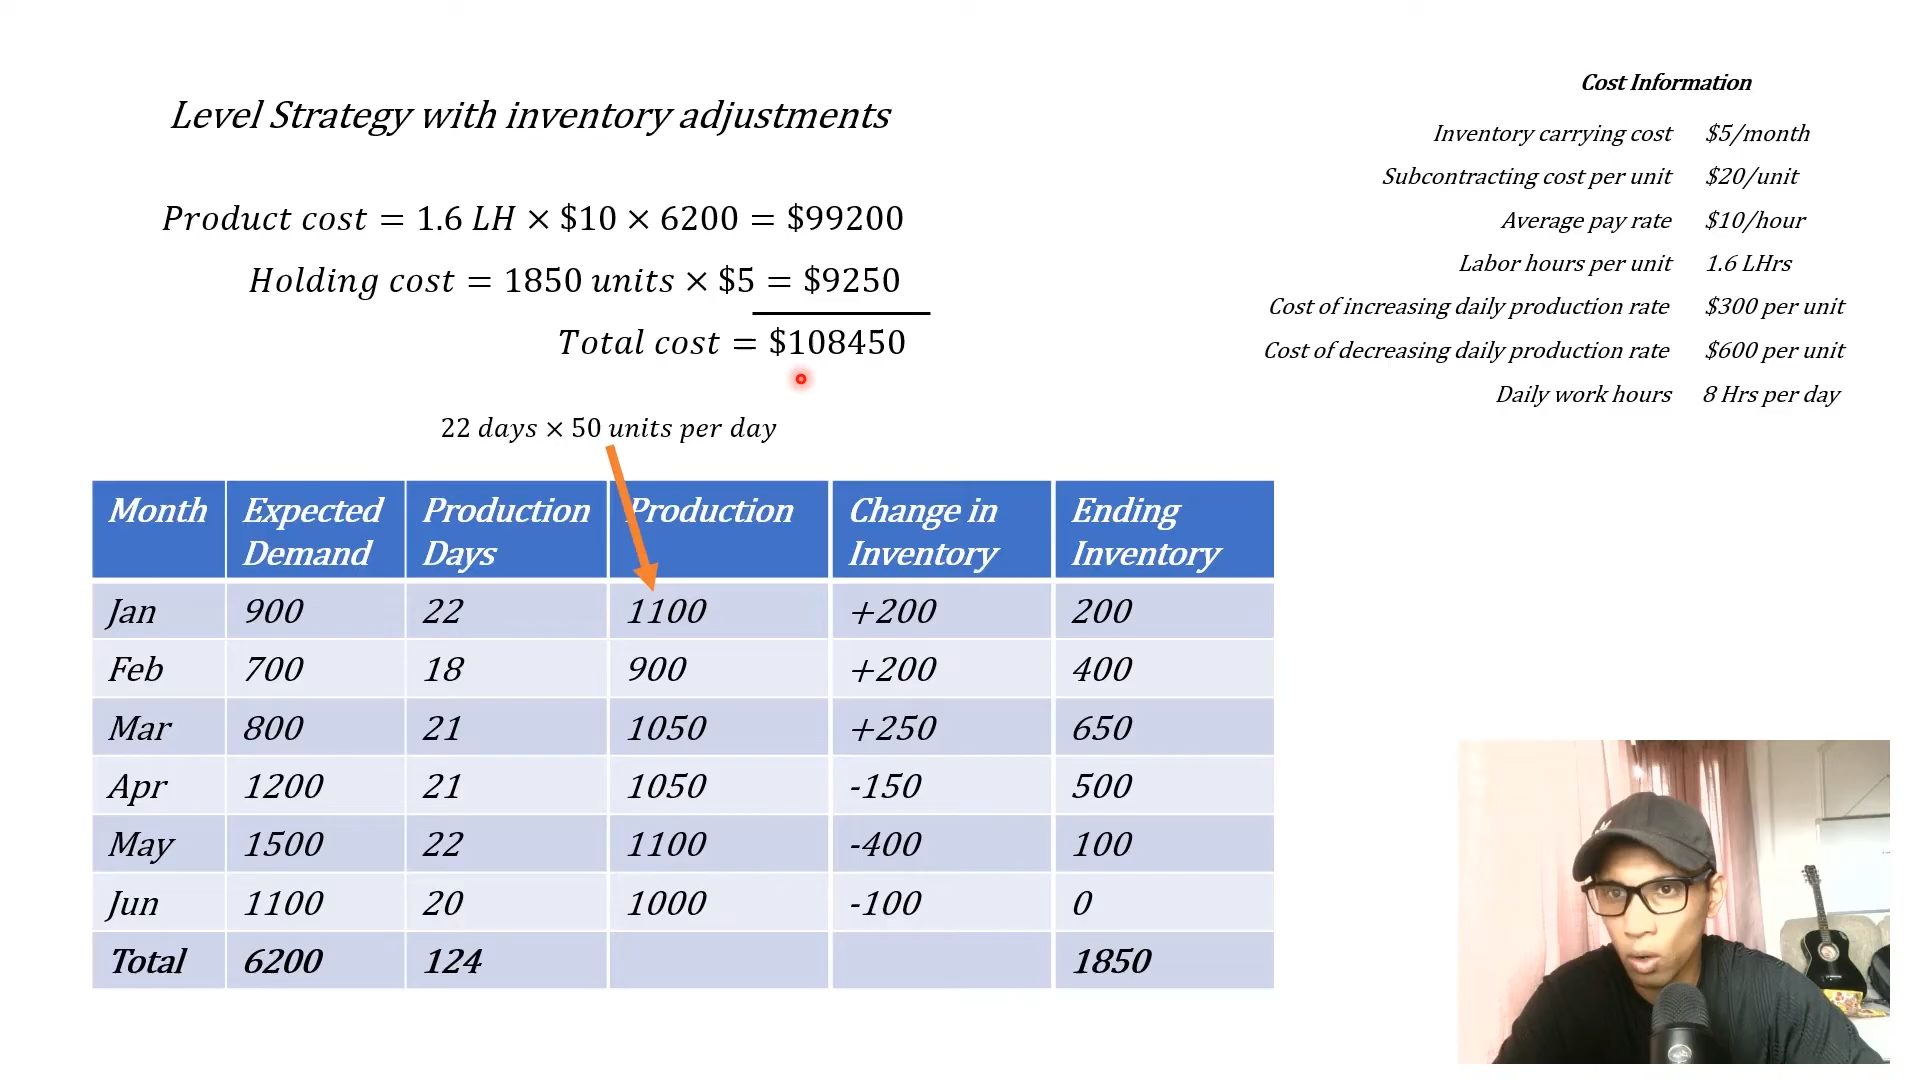 Level Strategy with inventory adjustments
Product cost = 1.6 LH × $10 × 6200 = $99200
Holding cost = 1850 units × $5 = $9250
Total cost = $108450
22 days × 50 units per day
Cost Information
Inventory carrying cost $5/month
Subcontracting cost per unit $20/unit
Average pay rate $10/hour
Labor hours per unit 1.6 LHrs
Cost of increasing daily production rate $300 per unit
Cost of decreasing daily production rate $600 per unit
Daily work hours 8 Hrs per day
Month Expected Demand Production Days Production Change in Inventory Ending Inventory
Jan 900 22 1100 +200 200
Feb 700 18 900 +200 400
Mar 800 21 1050 +250 650
Apr 1200 21 1050 -150 500
May 1500 22 1100 -400 100
Jun 1100 20 1000 -100 0
Total 6200 124 1850